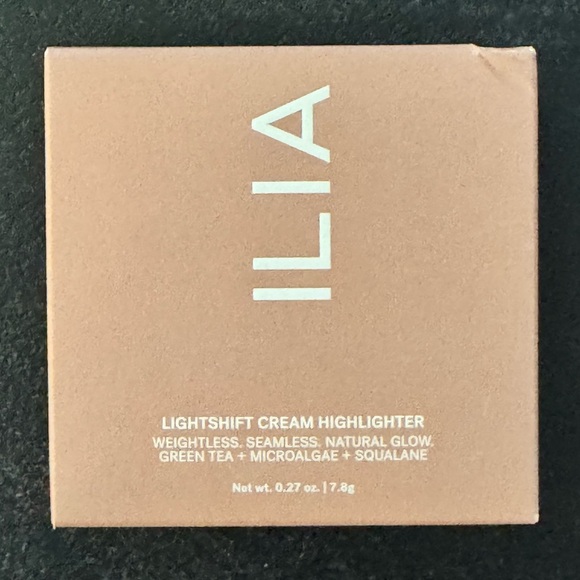 ILIA
LIGHTSHIFT CREAM HIGHLIGHTER
WEIGHTLESS. SEAMLESS. NATURAL GLOW.
GREEN TEA + MICROALGAE + SQUALANE
Net wt. 0.27 oz. | 7.8g